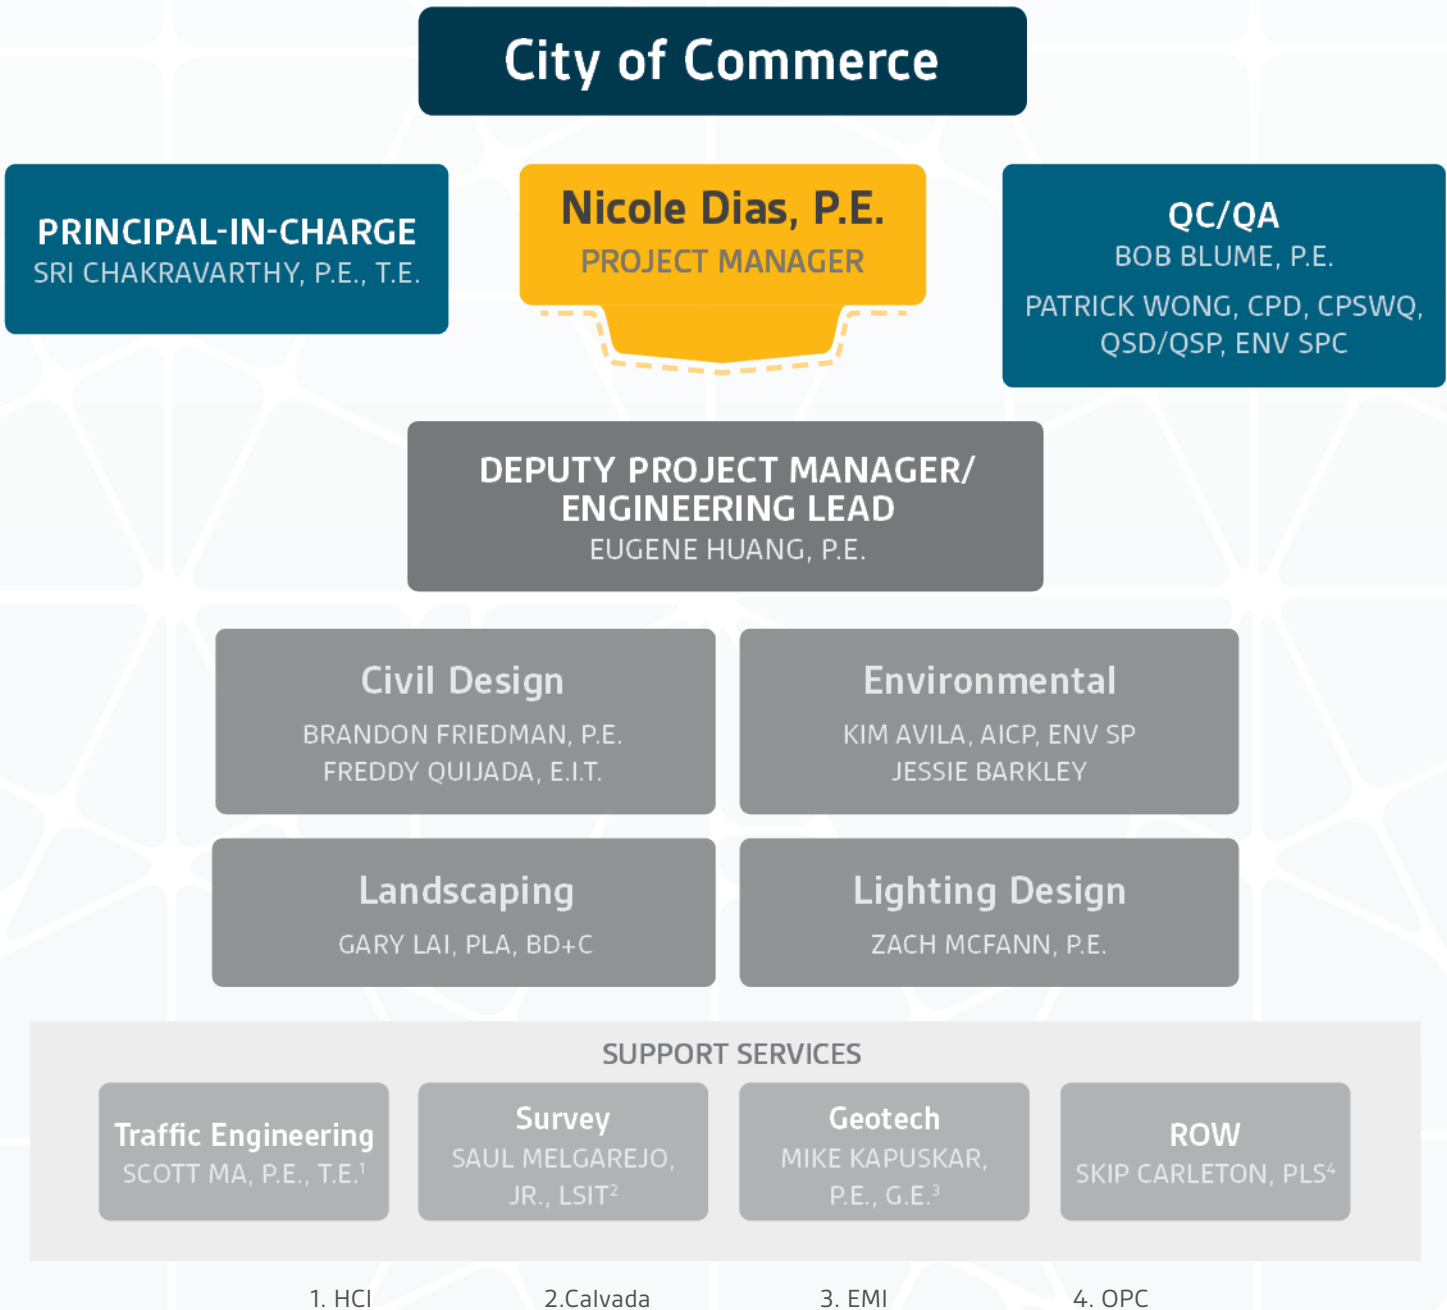 City of Commerce
PRINCIPAL-IN-CHARGE
SRI CHAKRAVARTHY, P.E., T.E.
Nicole Dias, P.E.
PROJECT MANAGER
QC/QA
BOB BLUME, P.E.
PATRICK WONG, CPD, CPSWQ,
QSD/QSP, ENV SPC
DEPUTY PROJECT MANAGER/
ENGINEERING LEAD
EUGENE HUANG, P.E.
Civil Design
BRANDON FRIEDMAN, P.E.
FREDDY QUIJADA, E.I.T.
Environmental
KIM AVILA, AICP, ENV SP
JESSIE BARKLEY
Landscaping
GARY LAI, PLA, BD+C
Lighting Design
ZACH MCFANN, P.E.
SUPPORT SERVICES
Traffic Engineering
SCOTT MA, P.E., T.E.¹
Survey
SAUL MELGAREJO,
JR., LSIT²
Geotech
MIKE KAPUSKAR,
P.E., G.E.³
ROW
SKIP CARLETON, PLS⁴
1. HCI
2.Calvada
3. EMI
4. OPC